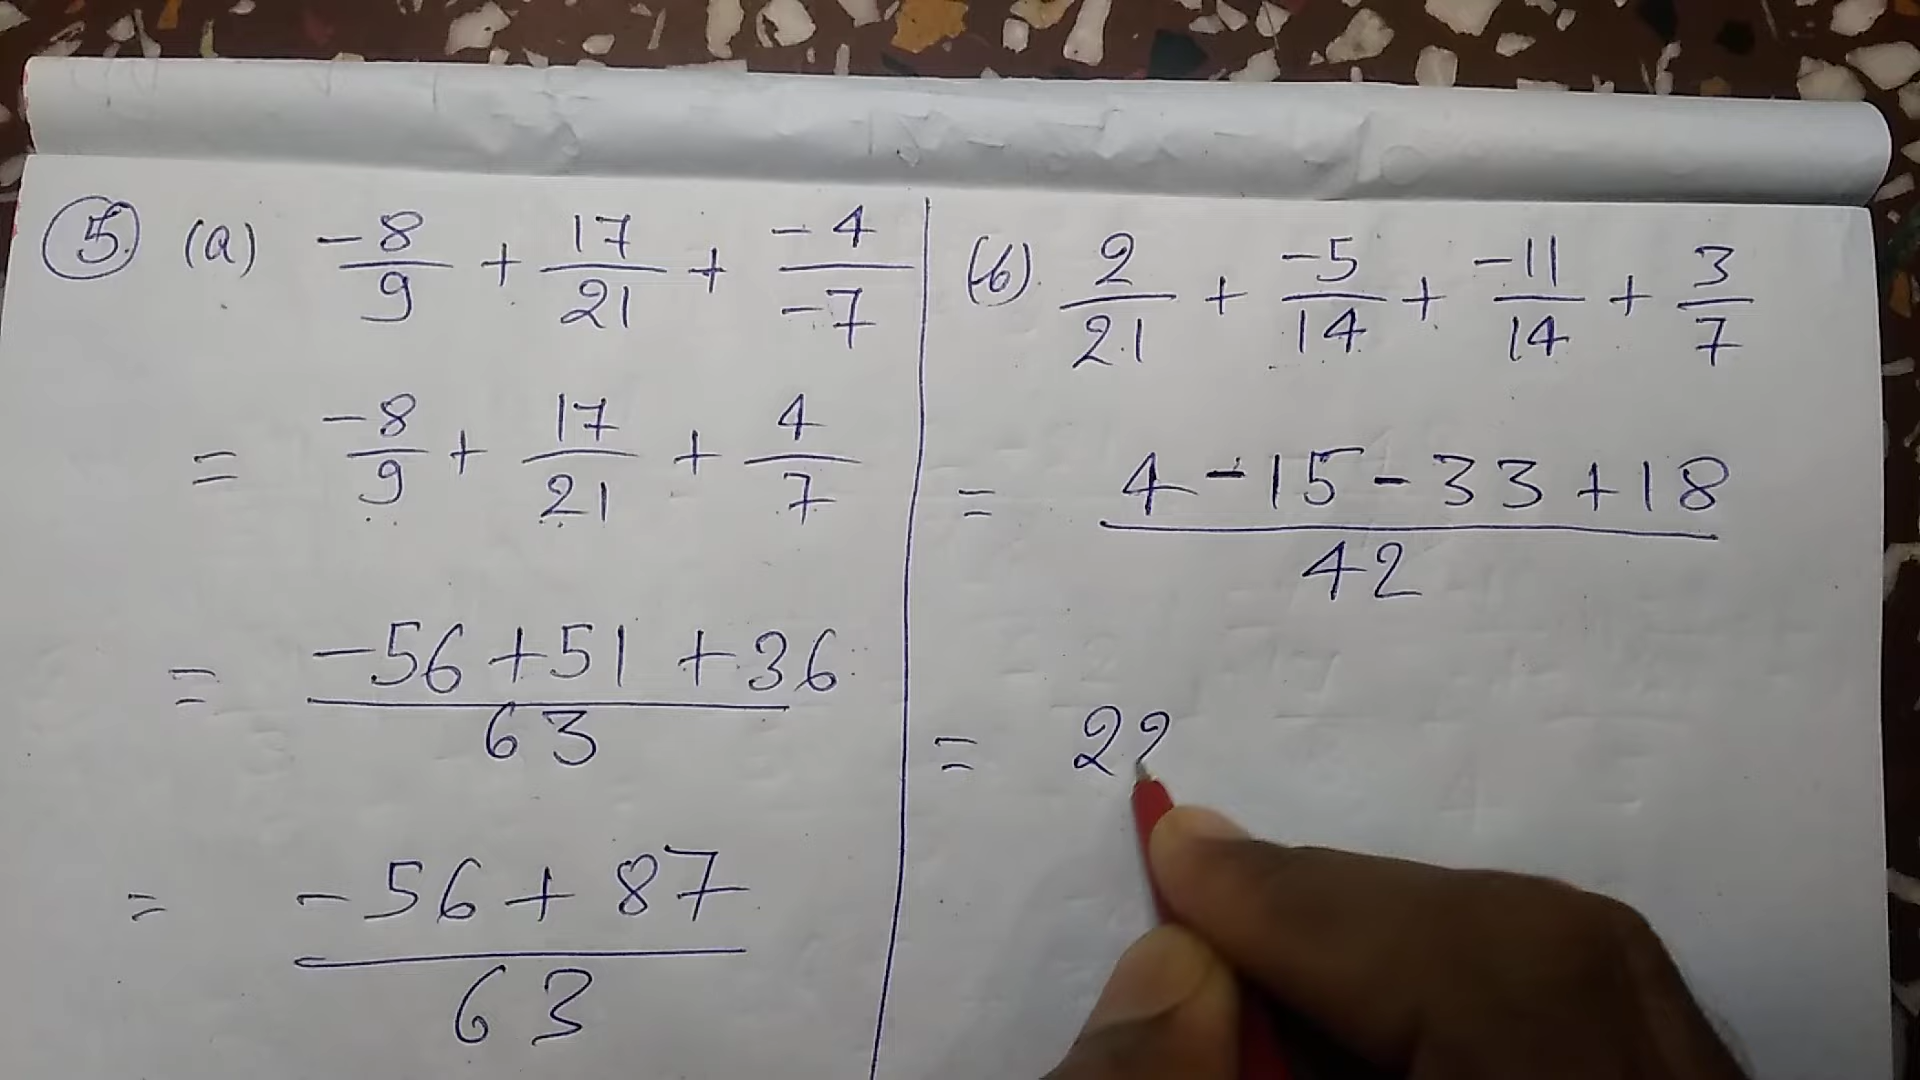 5. (a) -8/9 + 17/21 + -4/-7
= -8/9 + 17/21 + 4/7
= -56 + 51 + 36 / 63
= -56 + 87 / 63
(b) 2/21 + -5/14 + -11/14 + 3/7
= 4 - 15 - 33 + 18 / 42
= 22